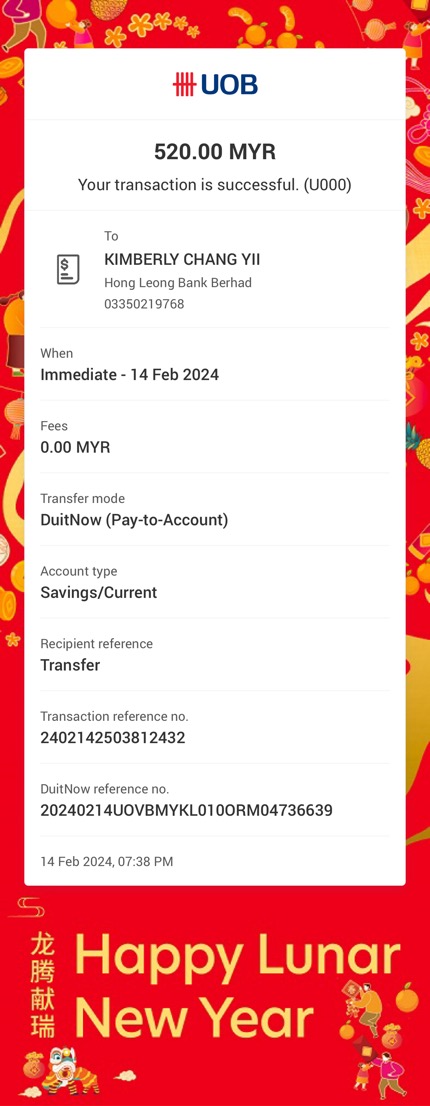 UOB
520.00 MYR
Your transaction is successful. (U000)
To
KIMBERLY CHANG YII
Hong Leong Bank Berhad
03350219768
When
Immediate - 14 Feb 2024
Fees
0.00 MYR
Transfer mode
DuitNow (Pay-to-Account)
Account type
Savings/Current
Recipient reference
Transfer
Transaction reference no.
2402142503812432
DuitNow reference no.
20240214UOVBMYKL010ORM04736639
14 Feb 2024, 07:38 PM
龙腾献瑞
Happy Lunar
New Year